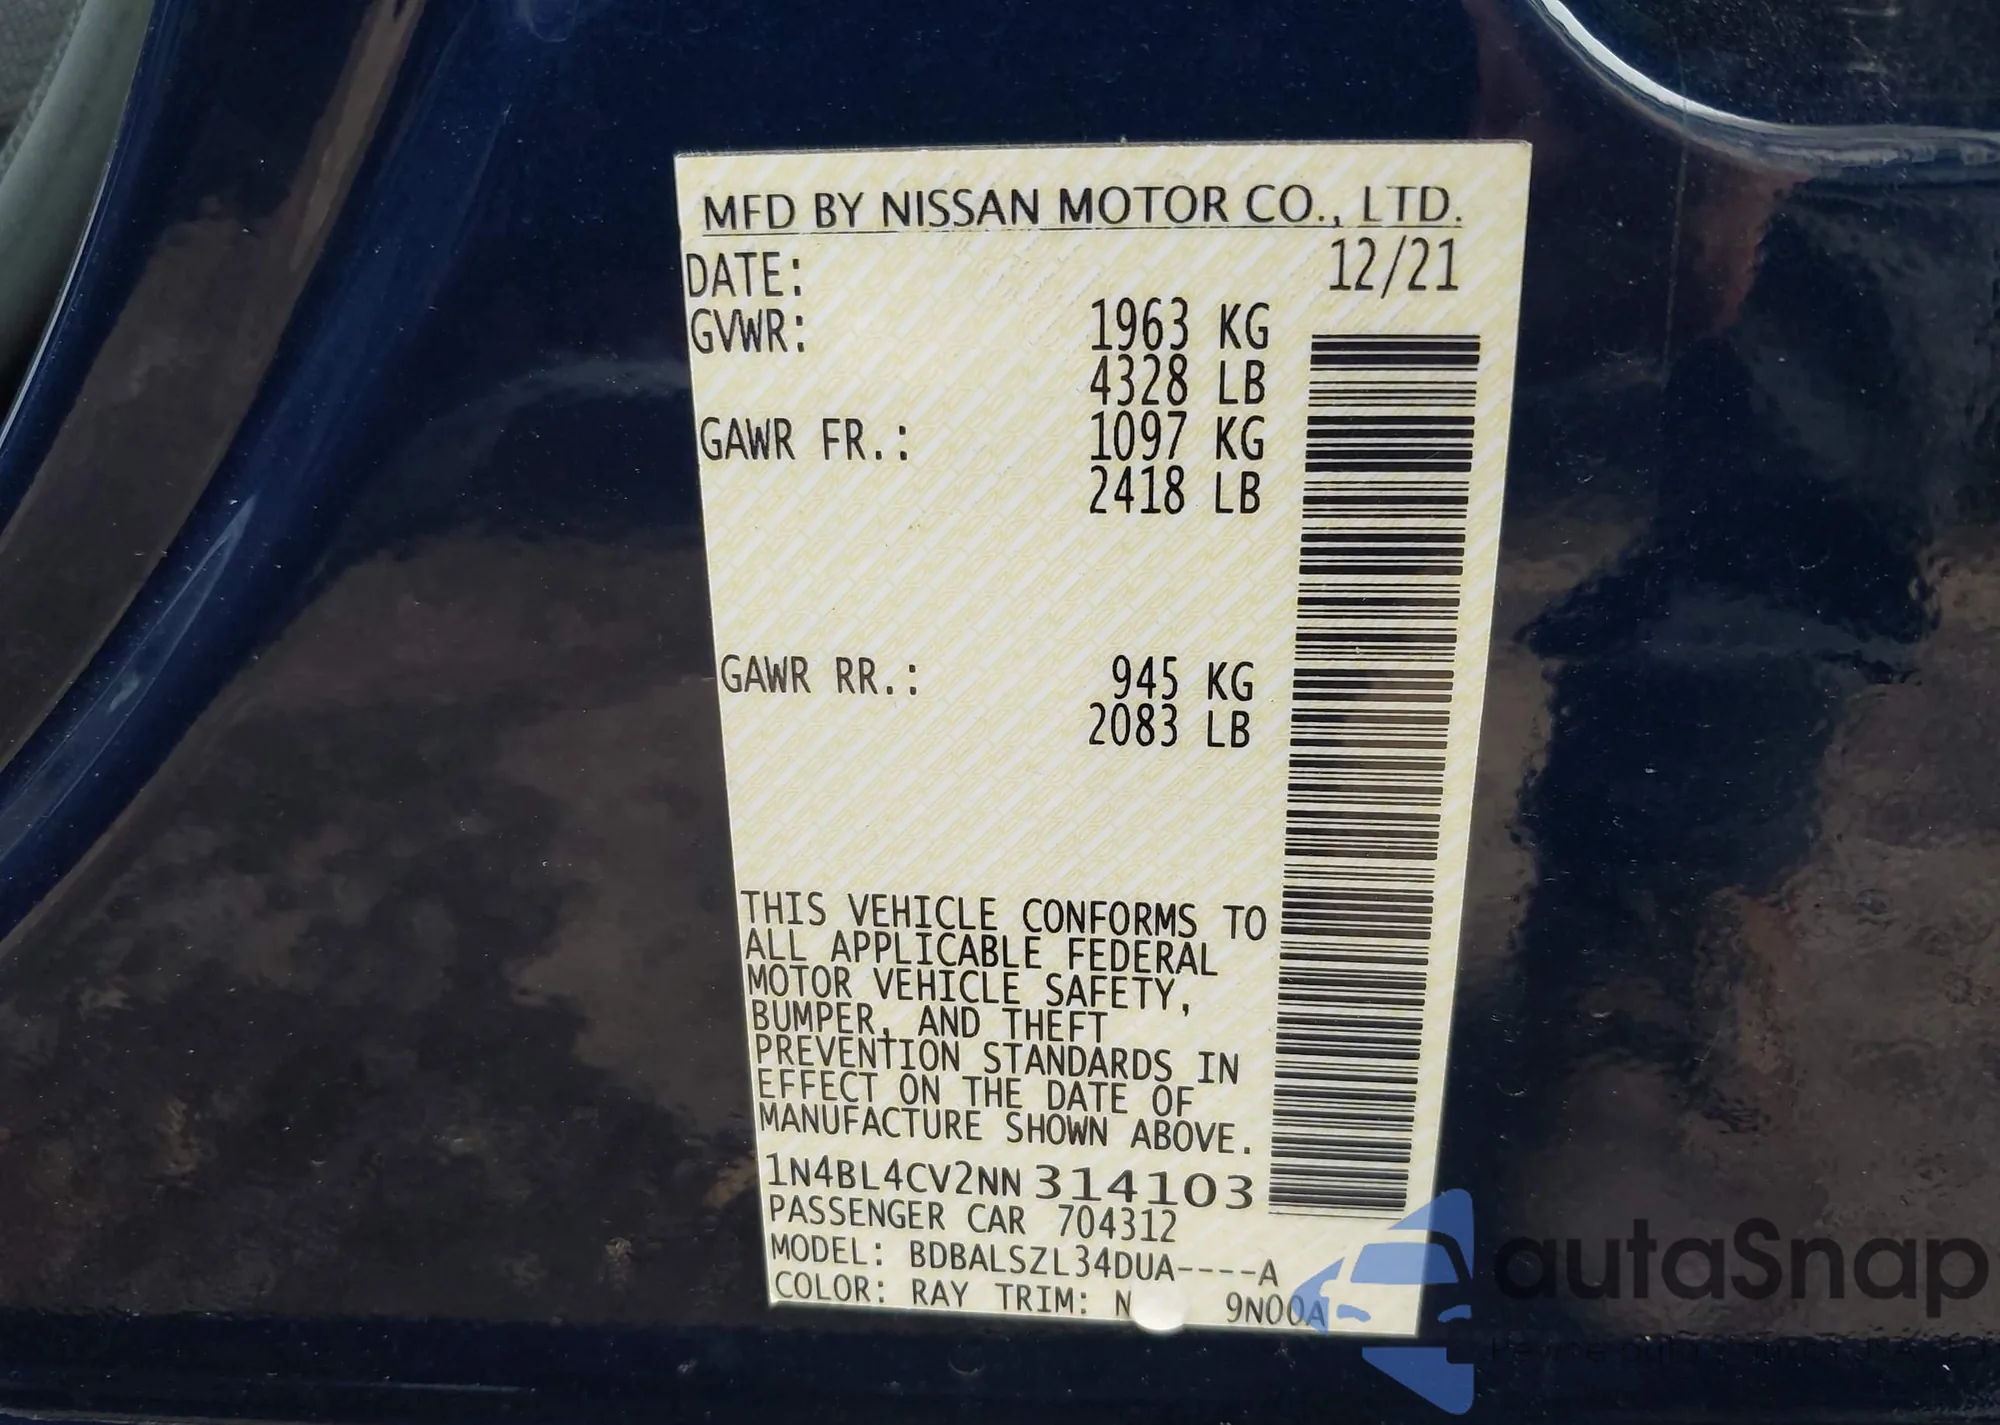 MFD BY NISSAN MOTOR CO., LTD.
DATE: 12/21
GVWR: 1963 KG
4328 LB
GAWR FR.: 1097 KG
2418 LB
GAWR RR.: 945 KG
2083 LB
THIS VEHICLE CONFORMS TO
ALL APPLICABLE FEDERAL
MOTOR VEHICLE SAFETY,
BUMPER, AND THEFT
PREVENTION STANDARDS IN
EFFECT ON THE DATE OF
MANUFACTURE SHOWN ABOVE.
1N4BL4CV2NN314103
PASSENGER CAR 704312
MODEL: BDBALSZL34DUA----A
COLOR: RAY TRIM: N 9N00A
autoSnap